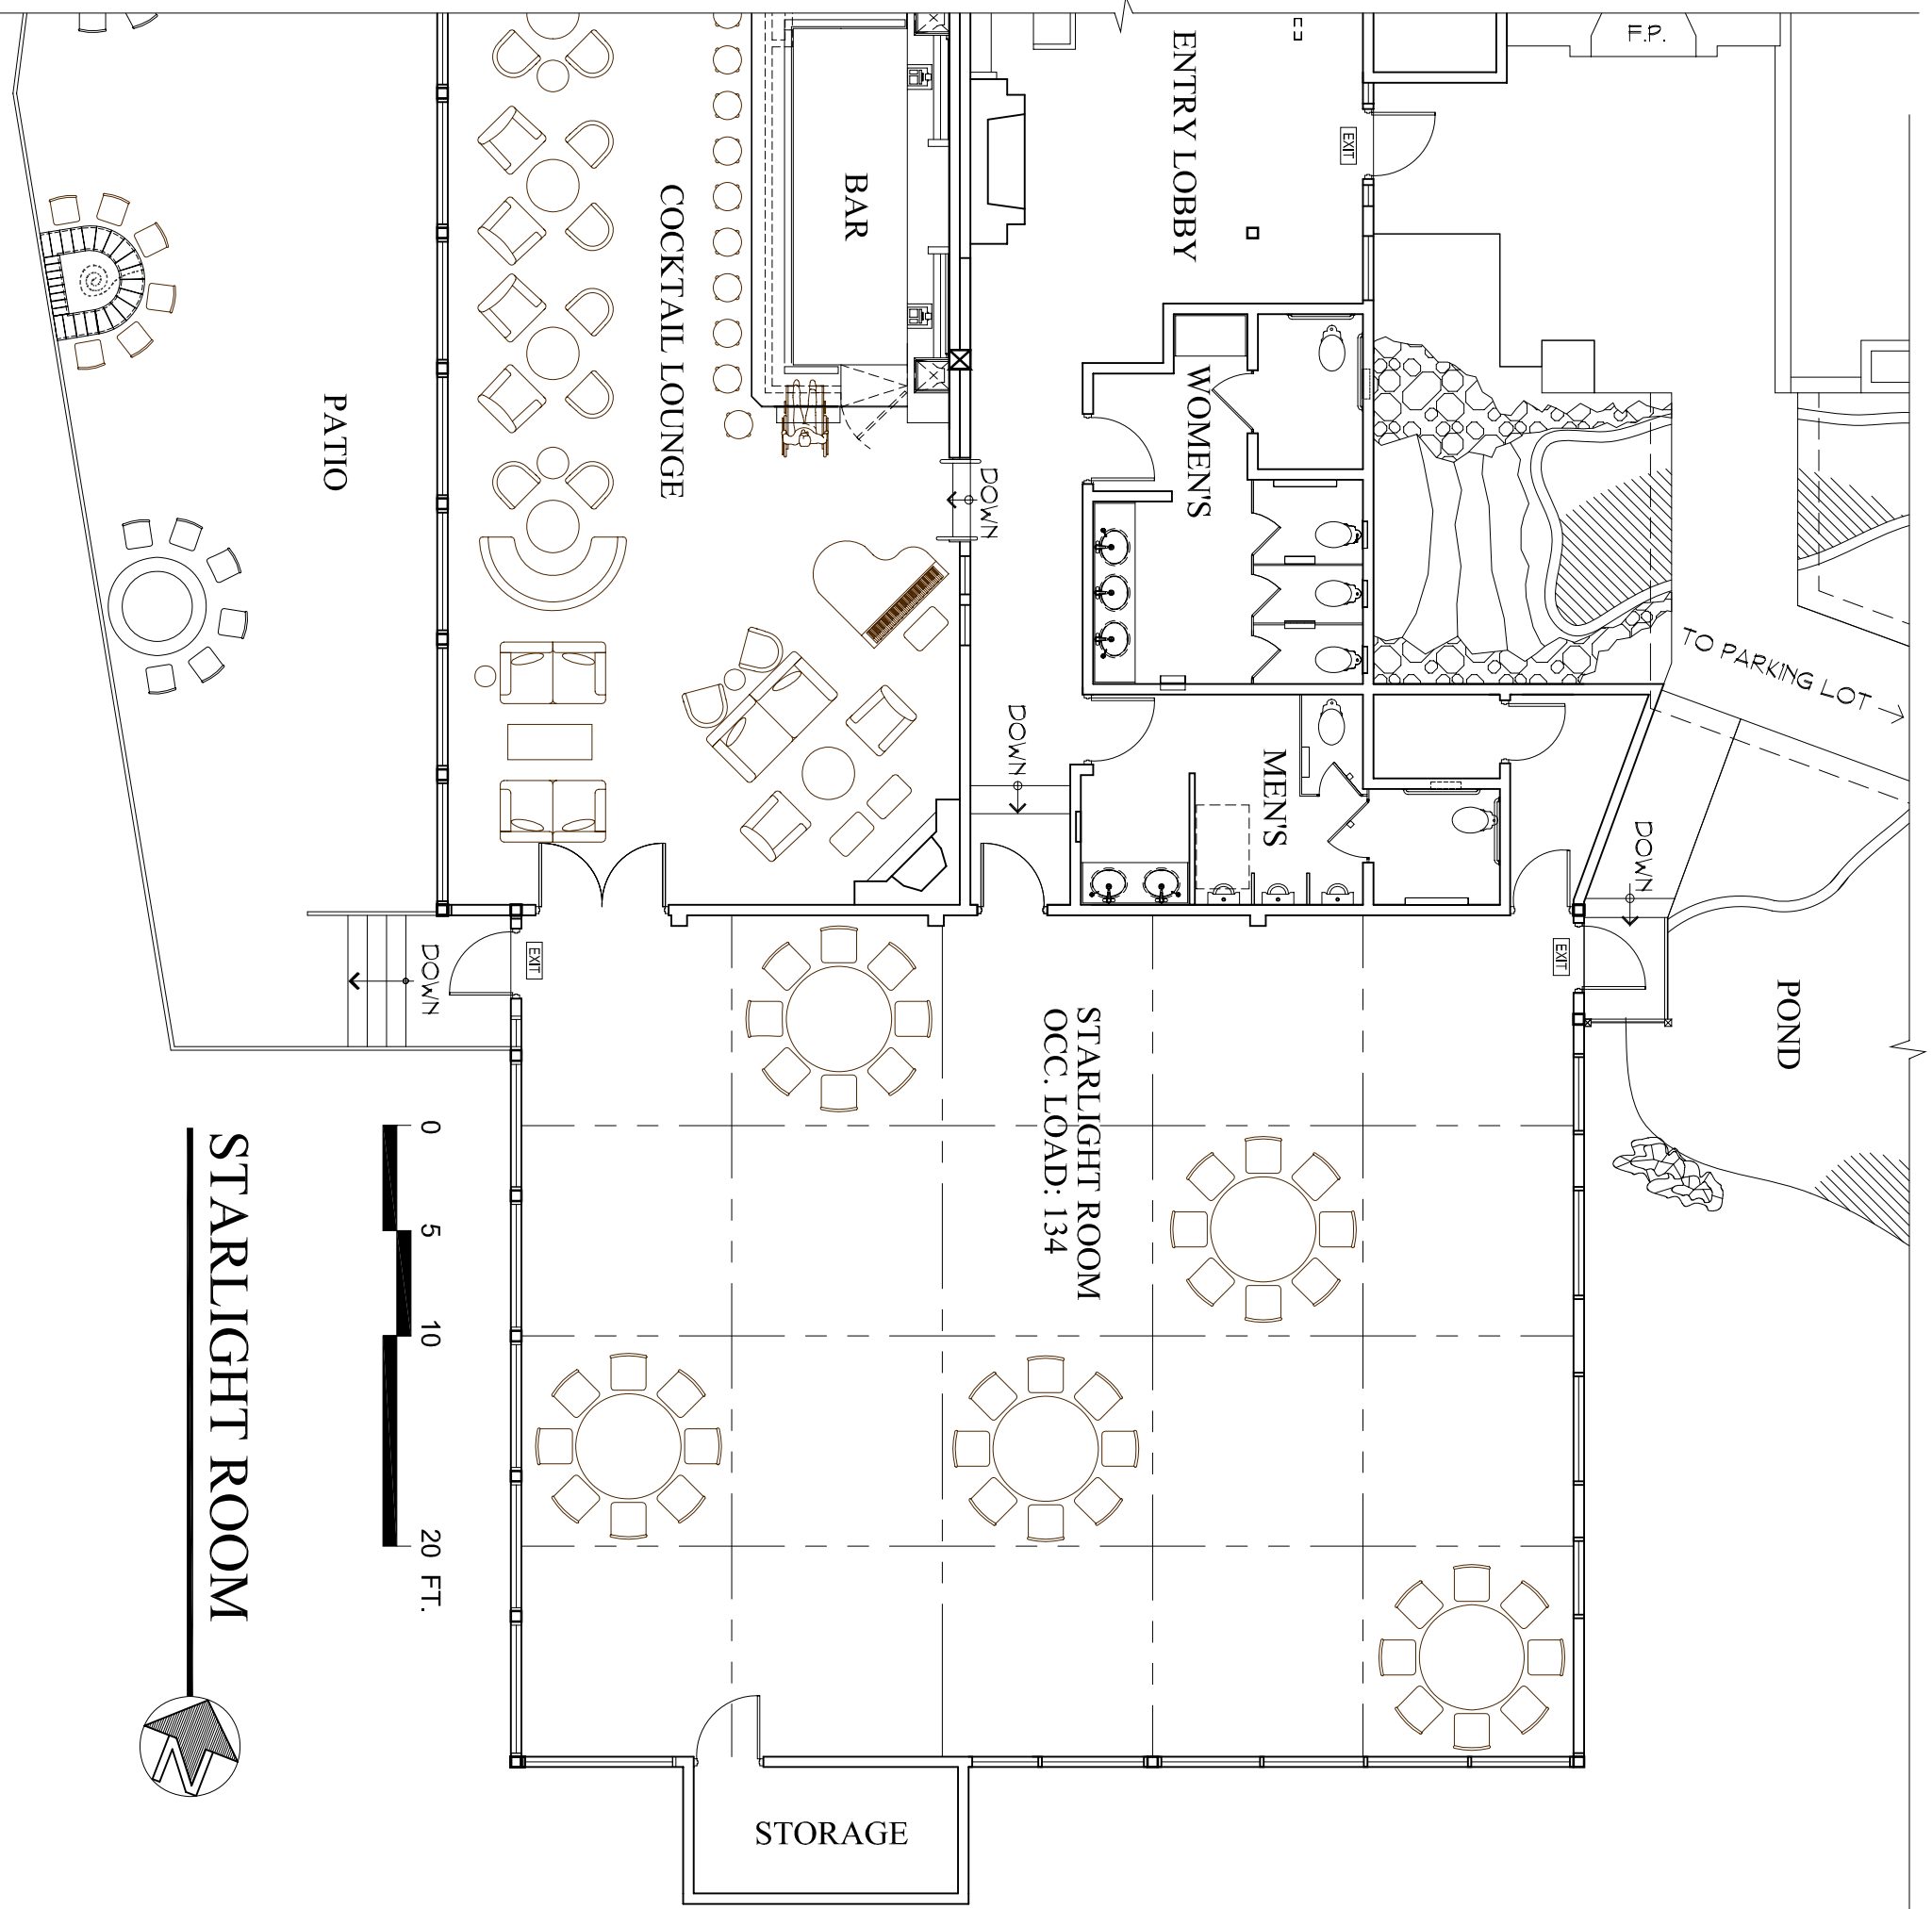 F.P.
ENTRY LOBBY
EXIT
BAR
COCKTAIL LOUNGE
PATIO
WOMEN'S
DOWN
TO PARKING LOT
DOWN
MEN'S
DOWN
DOWN
EXIT
EXIT
POND
STARLIGHT ROOM
OCC. LOAD: 134
0 5 10 20 FT.
STARLIGHT ROOM
N
STORAGE